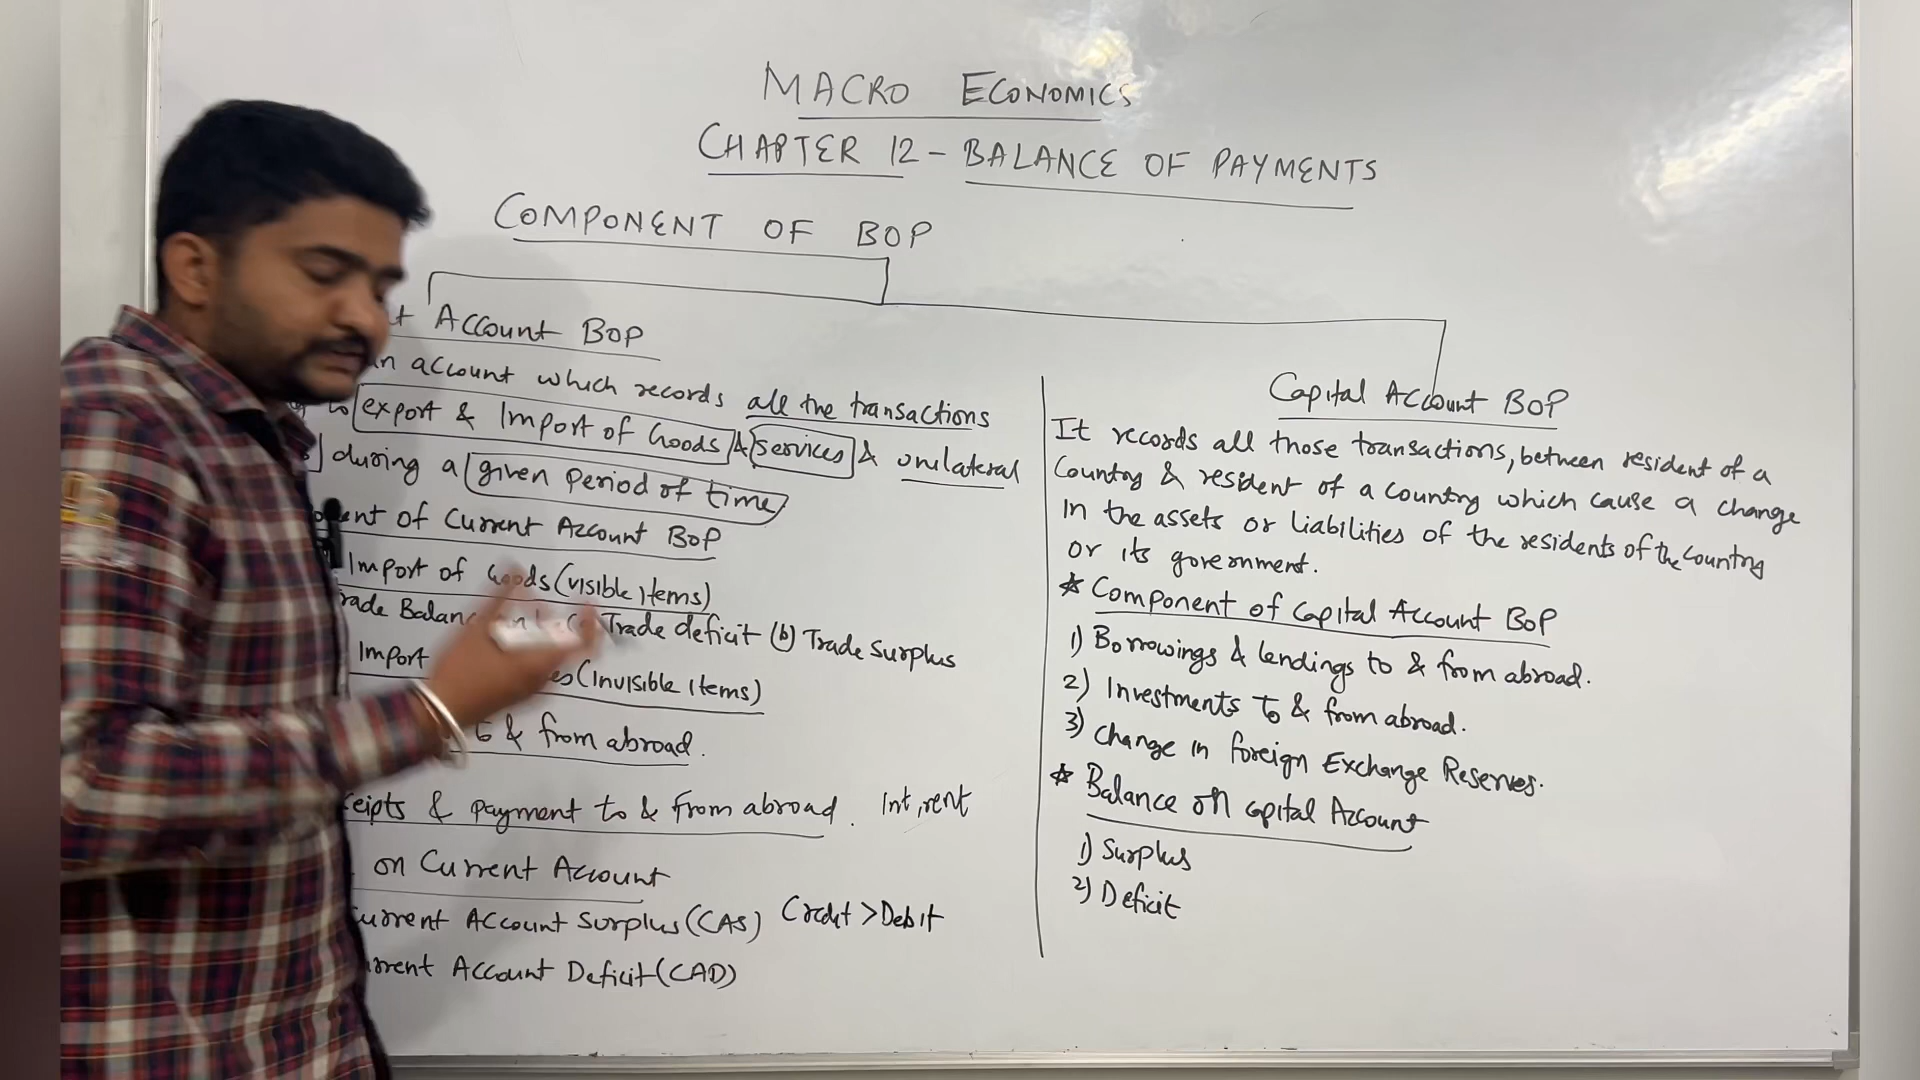 MACRO ECONOMICS
CHAPTER 12 - BALANCE OF PAYMENTS
COMPONENT OF BOP
Account BOP
account which records all the transactions
to export & Import of Goods & services & unilateral
during a given period of time
of Current Account BOP
Import of Goods (visible items)
Trade deficit (b) Trade surplus
Import (Invisible Items)
& from abroad.
& payment to & from abroad. Int, rent
on Current Account
Account Surplus (CAS) Credit > Debit
Account Deficit (CAD)
Capital Account BOP
It records all those transactions, between resident of a
Country & resident of a country which cause a change
In the assets or liabilities of the residents of the country
or its government.
* Component of Capital Account BOP
1) Borrowings & lendings to & from abroad.
2) Investments to & from abroad.
3) Change in foreign Exchange Reserves.
* Balance on capital Account
1) Surplus
2) Deficit